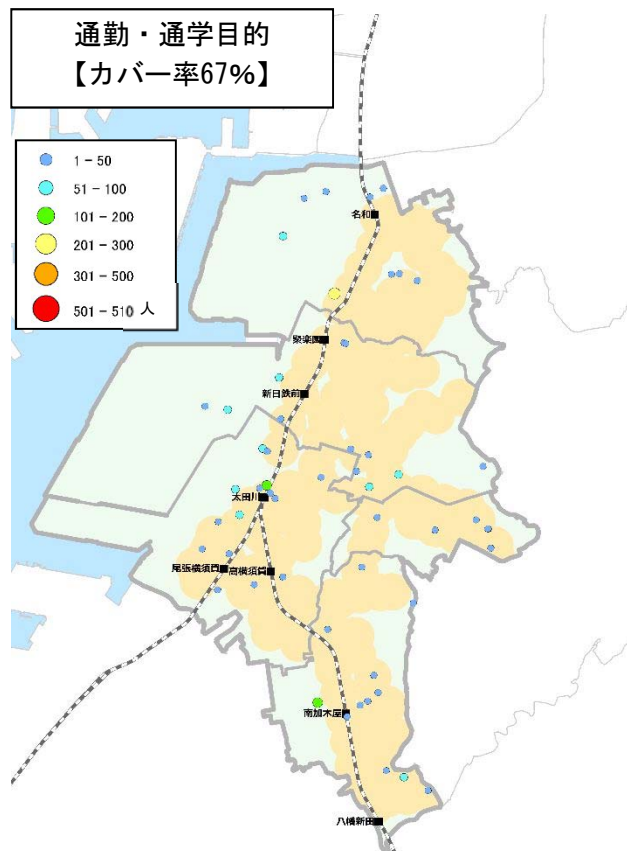 通勤・通学目的
【カバー率67%】
1－50
51－100
101－200
201－300
301－500
501－510 人
名和
聚楽園
新日鉄前
太田川
尾張横須賀
高横須賀
南加木屋
八幡新田